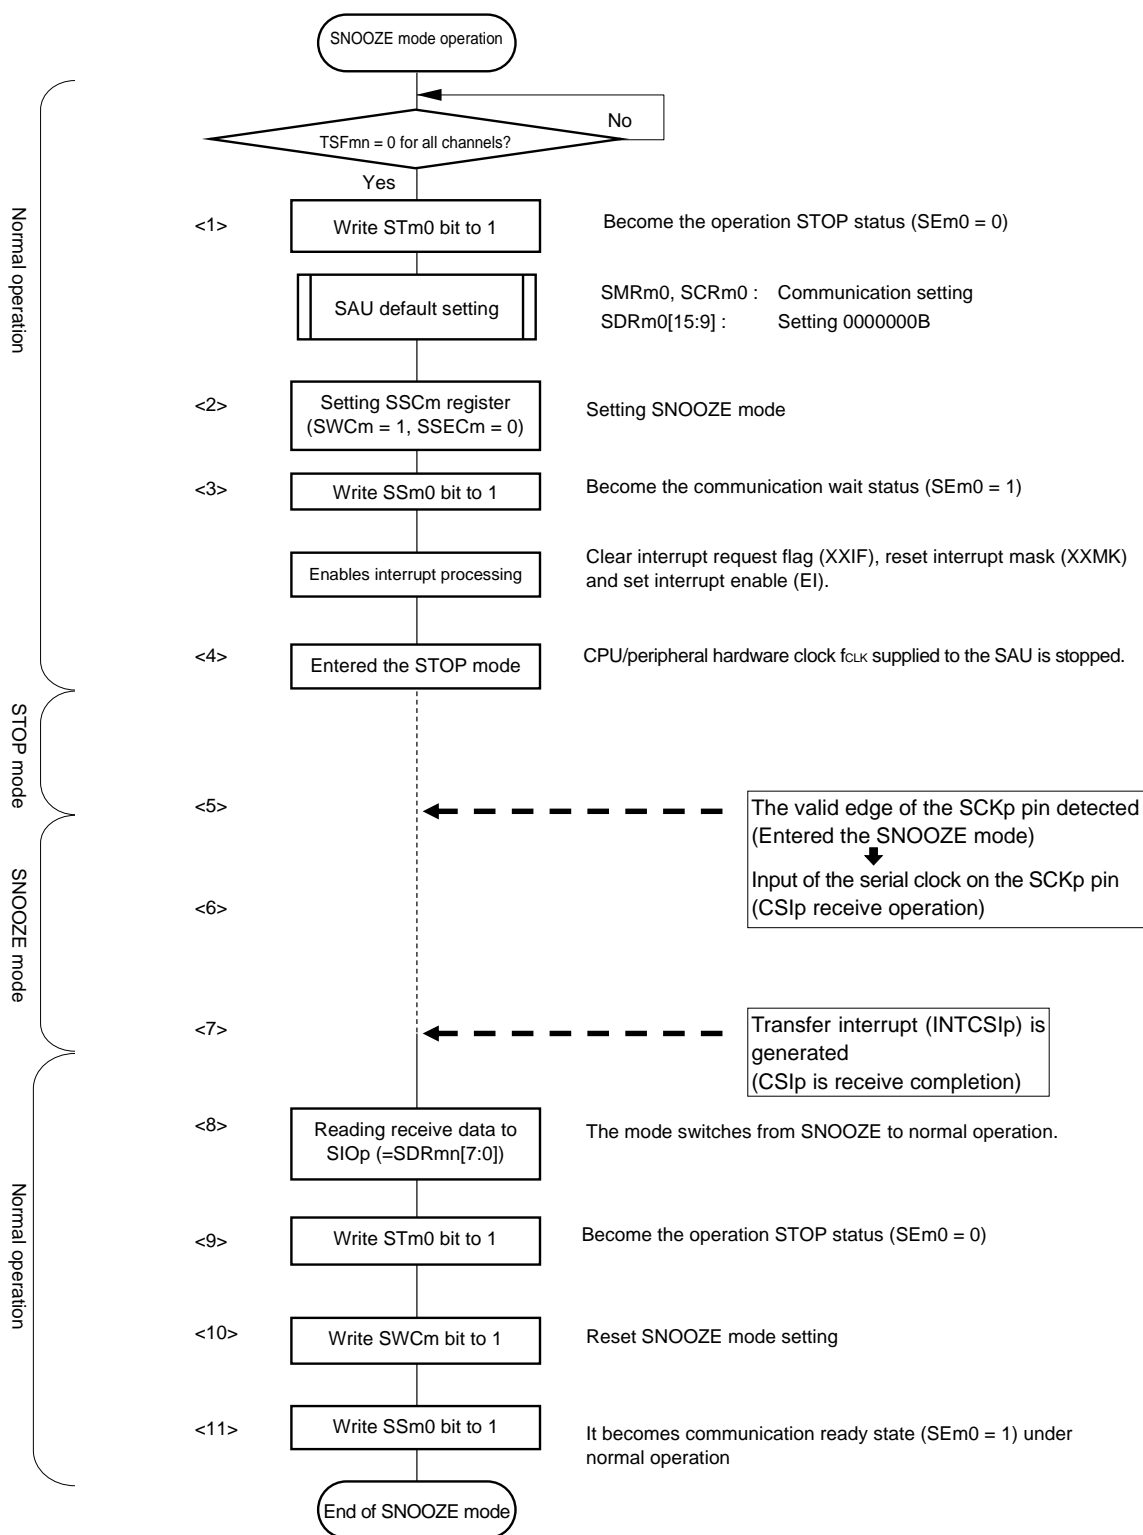 SNOOZE mode operation
No
TSFmn = 0 for all channels?
Yes
Normal operation
<1>
Write STm0 bit to 1
Become the operation STOP status (SEm0 = 0)
SAU default setting
SMRm0, SCRm0 : Communication setting
SDRm0[15:9] : Setting 0000000B
<2>
Setting SSCm register
(SWCm = 1, SSECm = 0)
Setting SNOOZE mode
<3>
Write SSm0 bit to 1
Become the communication wait status (SEm0 = 1)
Enables interrupt processing
Clear interrupt request flag (XXIF), reset interrupt mask (XXMK)
and set interrupt enable (EI).
<4>
Entered the STOP mode
CPU/peripheral hardware clock fCLK supplied to the SAU is stopped.
STOP mode
<5>
The valid edge of the SCKp pin detected
(Entered the SNOOZE mode)
Input of the serial clock on the SCKp pin
(CSIp receive operation)
SNOOZE mode
<6>
<7>
Transfer interrupt (INTCSIp) is
generated
(CSIp is receive completion)
Normal operation
<8>
Reading receive data to
SIOp (=SDRmn[7:0])
The mode switches from SNOOZE to normal operation.
<9>
Write STm0 bit to 1
Become the operation STOP status (SEm0 = 0)
<10>
Write SWCm bit to 1
Reset SNOOZE mode setting
<11>
Write SSm0 bit to 1
It becomes communication ready state (SEm0 = 1) under
normal operation
End of SNOOZE mode